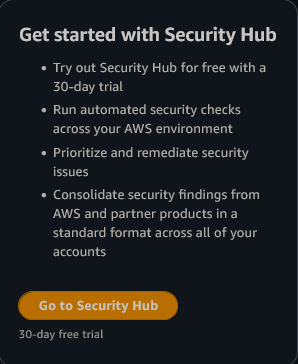 Get started with Security Hub
• Try out Security Hub for free with a
30-day trial
• Run automated security checks
across your AWS environment
• Prioritize and remediate security
issues
• Consolidate security findings from
AWS and partner products in a
standard format across all of your
accounts
Go to Security Hub
30-day free trial